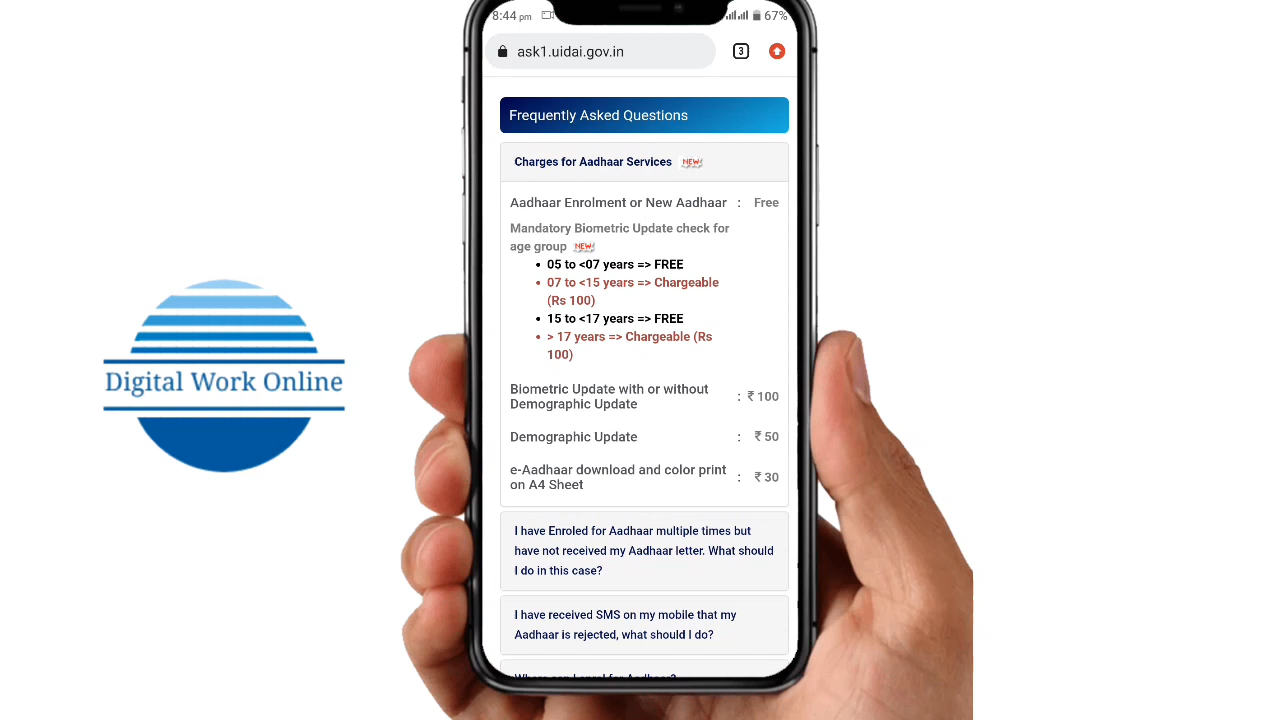 8:44 pm
67%
ask1.uidai.gov.in
3
Frequently Asked Questions
Charges for Aadhaar Services NEW!
Aadhaar Enrolment or New Aadhaar : Free
Mandatory Biometric Update check for
age group NEW!
• 05 to <07 years => FREE
• 07 to <15 years => Chargeable
(Rs 100)
• 15 to <17 years => FREE
• > 17 years => Chargeable (Rs
100)
Biometric Update with or without
Demographic Update : ₹ 100
Demographic Update : ₹ 50
e-Aadhaar download and color print
on A4 Sheet : ₹ 30
I have Enroled for Aadhaar multiple times but
have not received my Aadhaar letter. What should
I do in this case?
I have received SMS on my mobile that my
Aadhaar is rejected, what should I do?
Digital Work Online